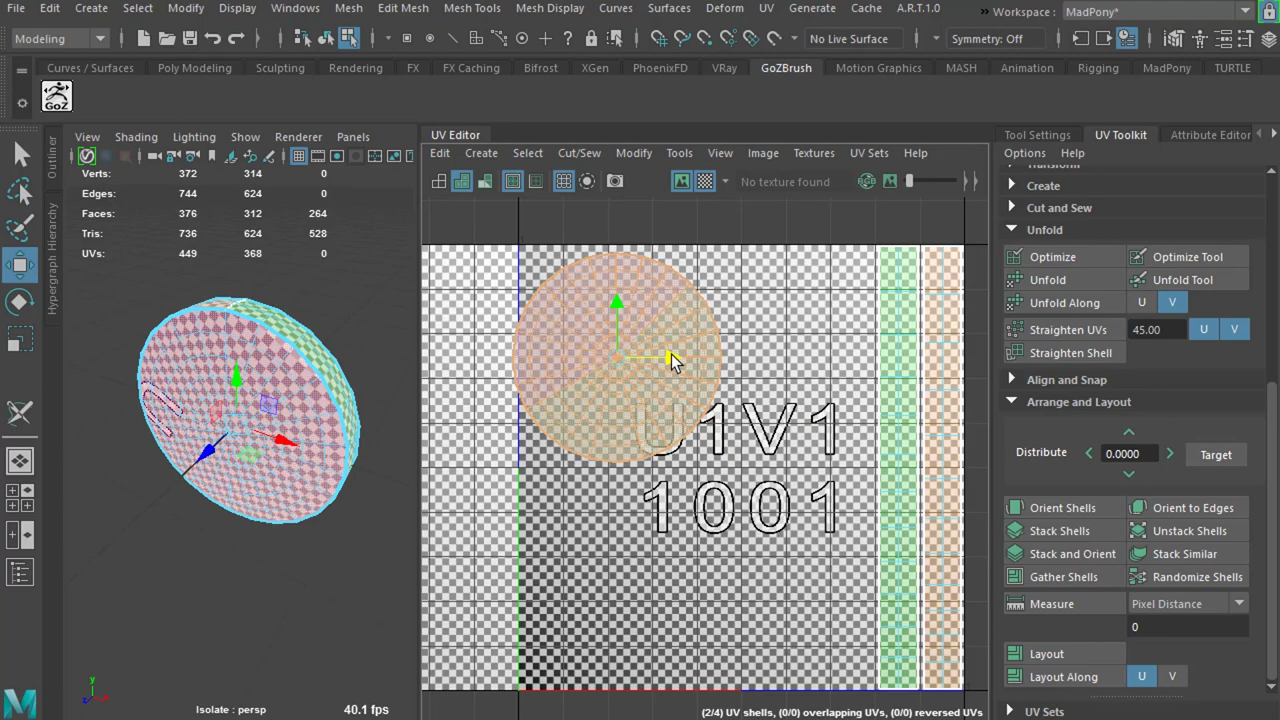 File Edit Create Select Modify Display Windows Mesh Edit Mesh Mesh Tools Mesh Display Curves Surfaces Deform UV Generate Cache A.R.T.1.0 Workspace: MadPony*
Modeling No Live Surface Symmetry: Off
Curves / Surfaces Poly Modeling Sculpting Rendering FX FX Caching Bifrost XGen PhoenixFD VRay GoZBrush Motion Graphics MASH Animation Rigging MadPony TURTLE
GoZ
Outliner
Hypergraph Hierarchy
View Shading Lighting Show Renderer Panels
Verts: 372 314 0
Edges: 744 624 0
Faces: 376 312 264
Tris: 736 624 528
UVs: 449 368 0
y
Isolate : persp 40.1 fps
UV Editor
Edit Create Select Cut/Sew Modify Tools View Image Textures UV Sets Help
No texture found
U1V1
1001
(2/4) UV shells, (0/0) overlapping UVs, (0/0) reversed UVs
Tool Settings UV Toolkit Attribute Editor
Options Help
Transform
Create
Cut and Sew
Unfold
Optimize Optimize Tool
Unfold Unfold Tool
Unfold Along U V
Straighten UVs 45.00 U V
Straighten Shell
Align and Snap
Arrange and Layout
Distribute 0.0000 Target
Orient Shells Orient to Edges
Stack Shells Unstack Shells
Stack and Orient Stack Similar
Gather Shells Randomize Shells
Measure Pixel Distance
0
Layout
Layout Along U V
UV Sets